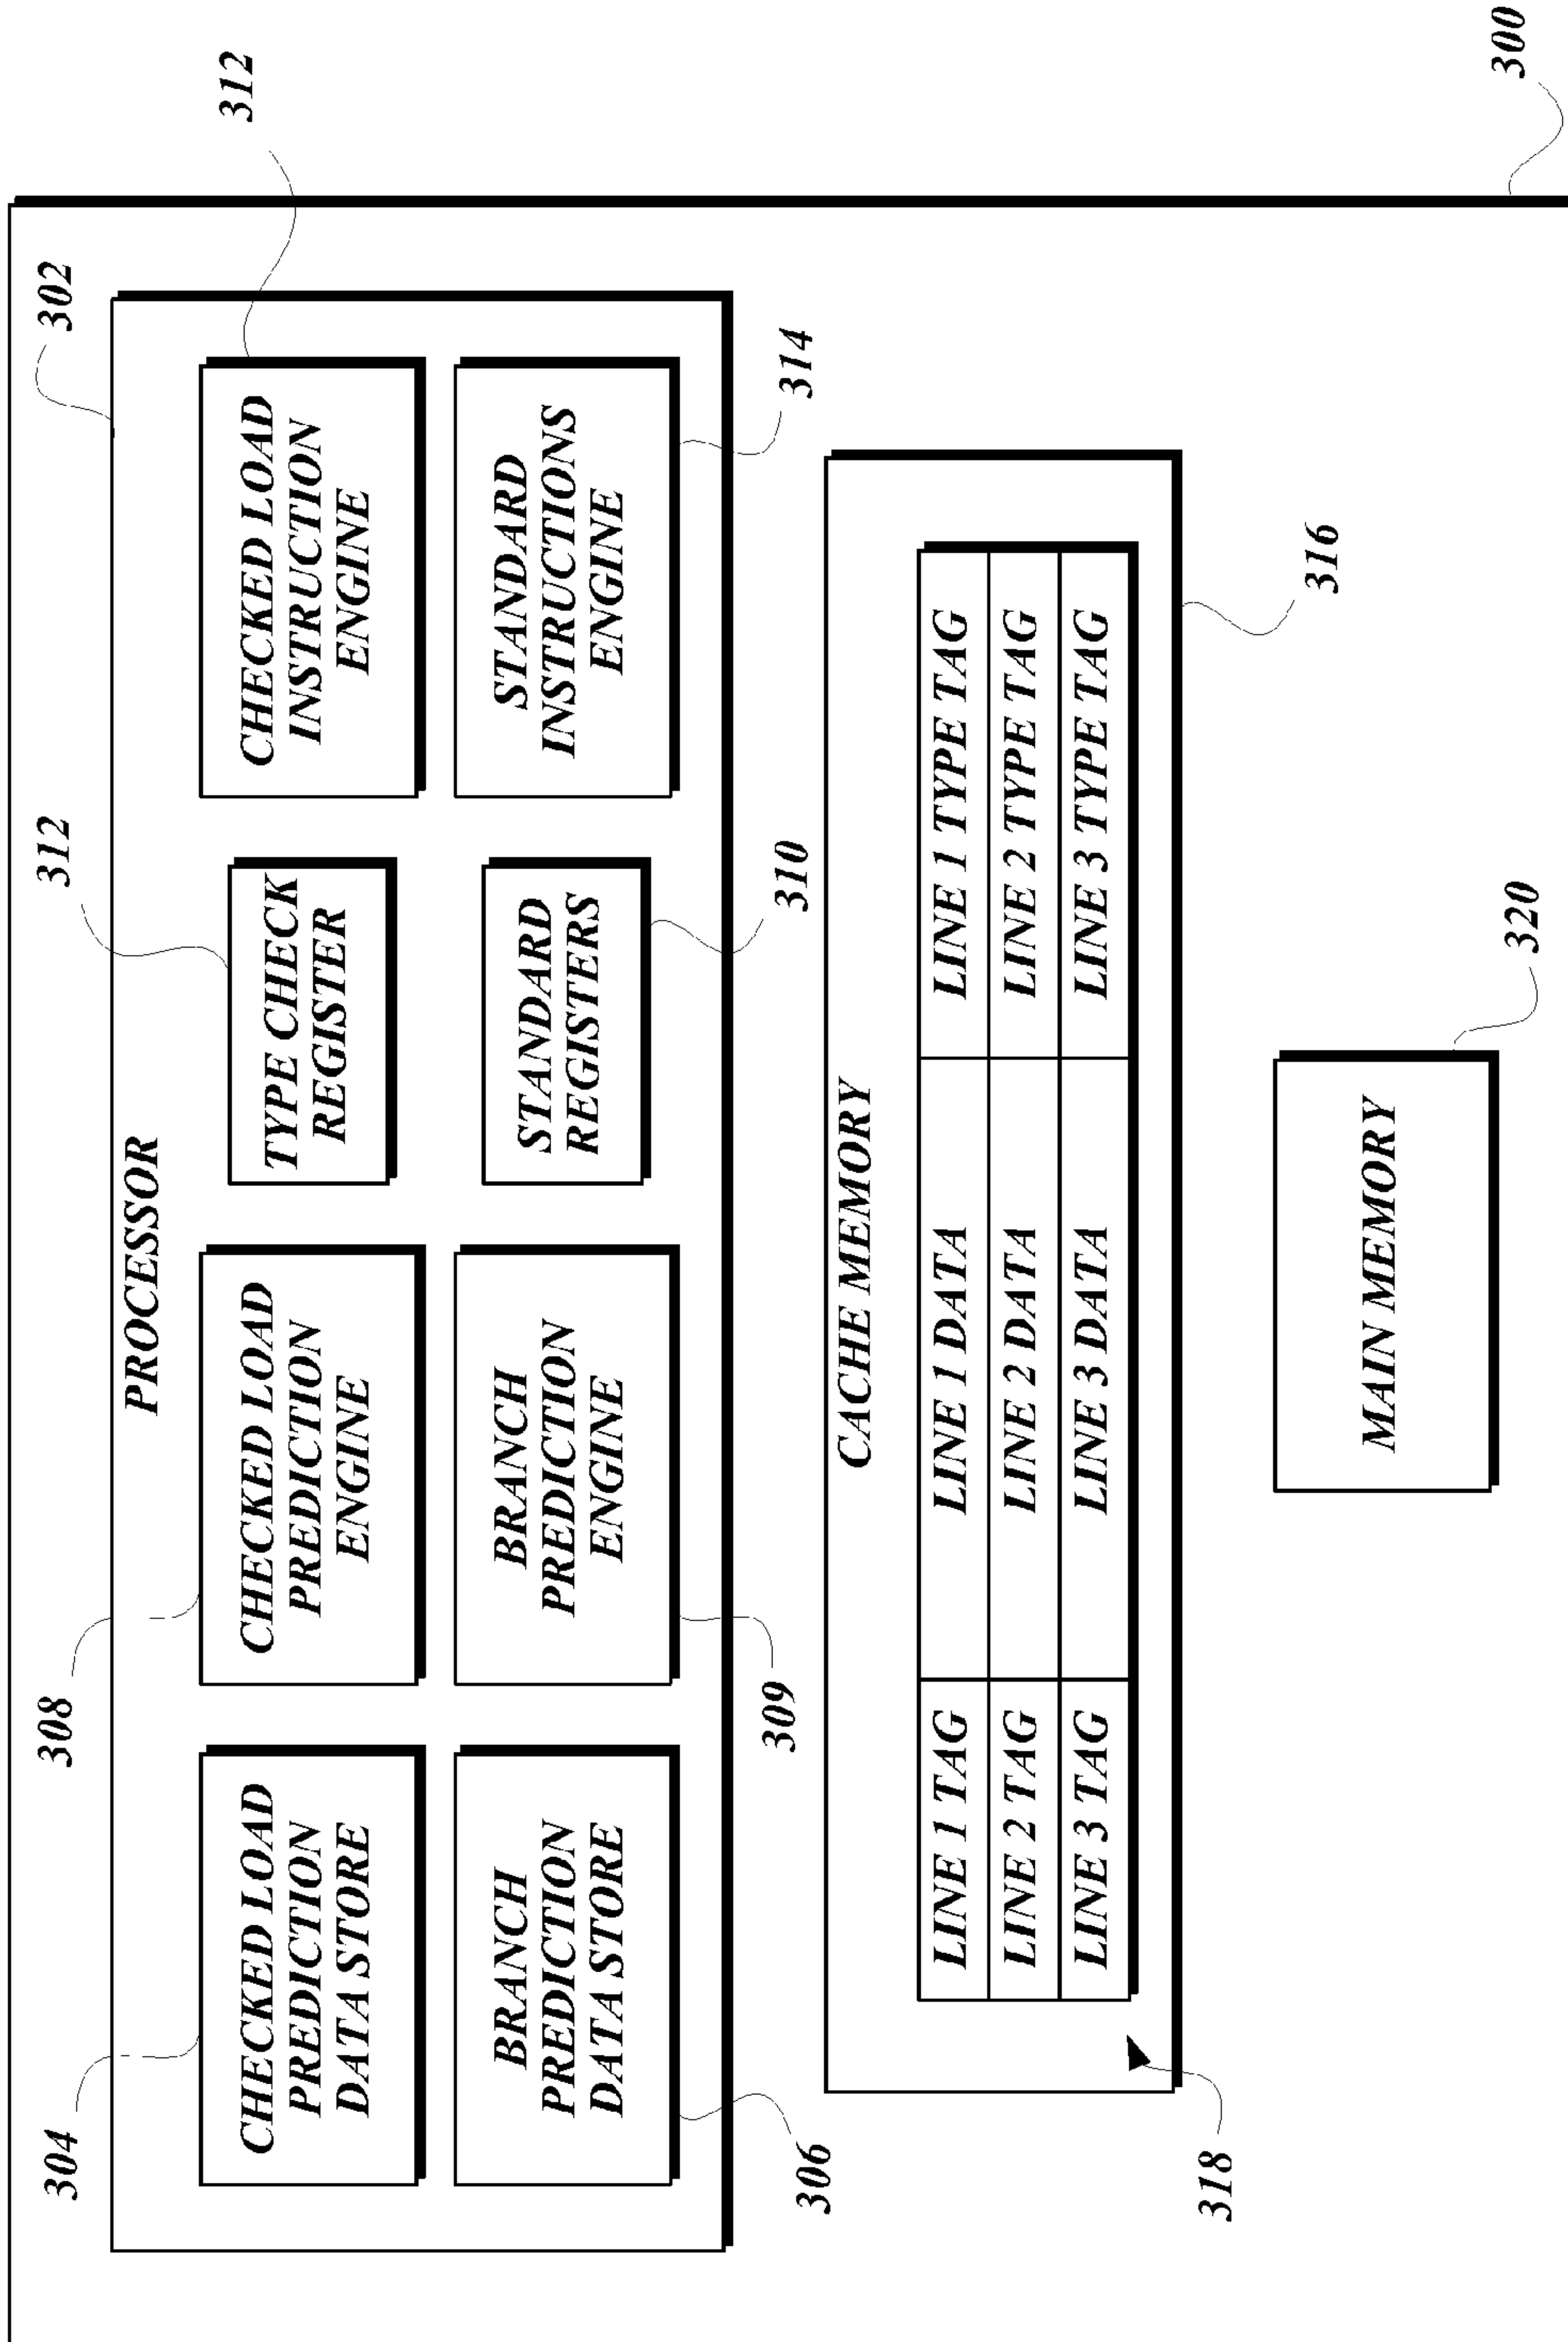 302
304
308
312
312
PROCESSOR
CHECKED LOAD
PREDICTION
DATA STORE
CHECKED LOAD
PREDICTION
ENGINE
TYPE CHECK
REGISTER
CHECKED LOAD
INSTRUCTION
ENGINE
BRANCH
PREDICTION
DATA STORE
BRANCH
PREDICTION
ENGINE
STANDARD
REGISTERS
STANDARD
INSTRUCTIONS
ENGINE
306
309
310
314
CACHE MEMORY
LINE 1 TAG LINE 1 DATA LINE 1 TYPE TAG
LINE 2 TAG LINE 2 DATA LINE 2 TYPE TAG
LINE 3 TAG LINE 3 DATA LINE 3 TYPE TAG
318
316
MAIN MEMORY
320
300